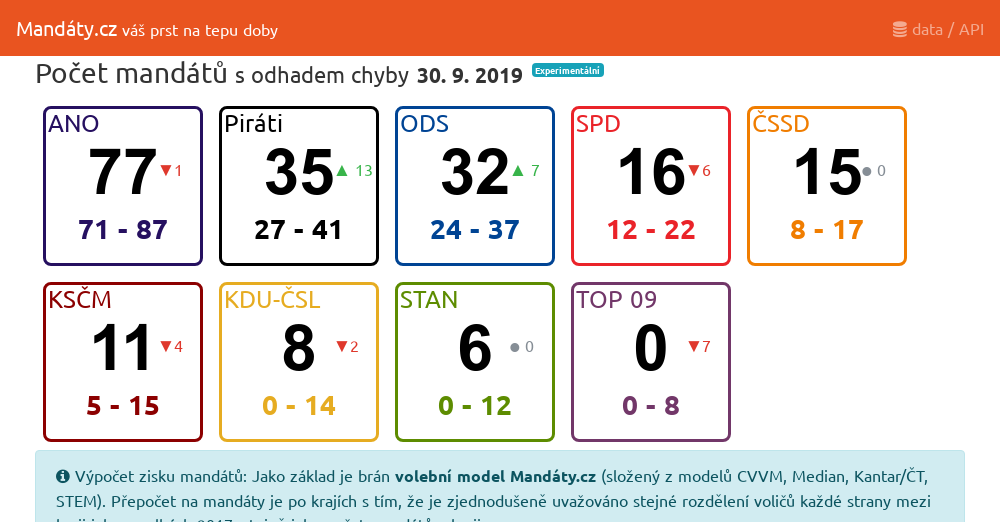 Mandáty.cz váš prst na tepu doby
data / API
Počet mandátů s odhadem chyby 30. 9. 2019 Experimentální
ANO
77 ▼1
71 - 87
Piráti
35 ▲ 13
27 - 41
ODS
32 ▲ 7
24 - 37
SPD
16 ▼6
12 - 22
ČSSD
15 ● 0
8 - 17
KSČM
11 ▼4
5 - 15
KDU-ČSL
8 ▼2
0 - 14
STAN
6 ● 0
0 - 12
TOP 09
0 ▼7
0 - 8
Výpočet zisku mandátů: Jako základ je brán volební model Mandáty.cz (složený z modelů CVVM, Median, Kantar/ČT,
STEM). Přepočet na mandáty je po krajích s tím, že je zjednodušeně uvažováno stejné rozdělení voličů každé strany mezi